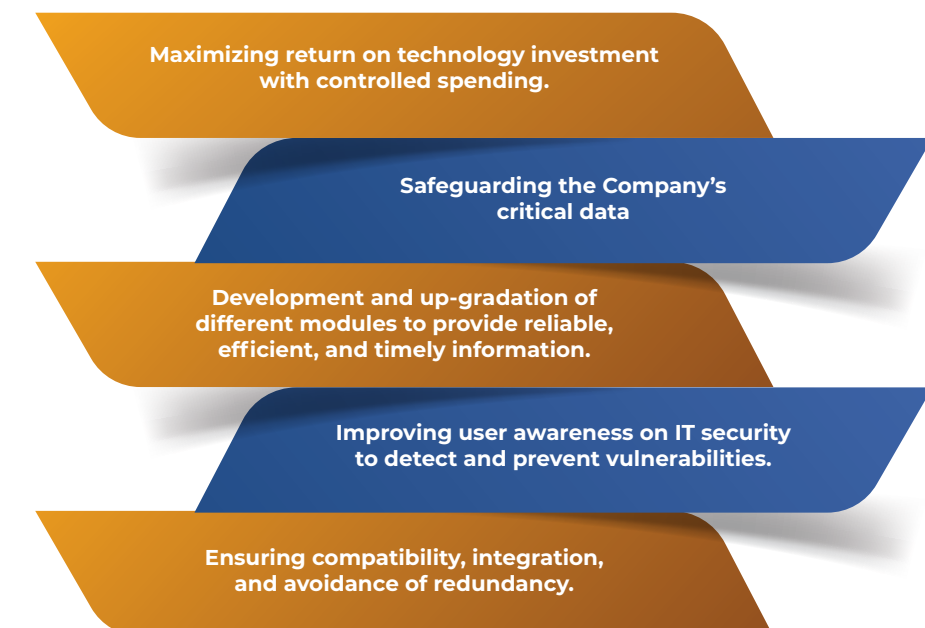 Maximizing return on technology investment
with controlled spending.
Safeguarding the Company’s
critical data
Development and up-gradation of
different modules to provide reliable,
efficient, and timely information.
Improving user awareness on IT security
to detect and prevent vulnerabilities.
Ensuring compatibility, integration,
and avoidance of redundancy.